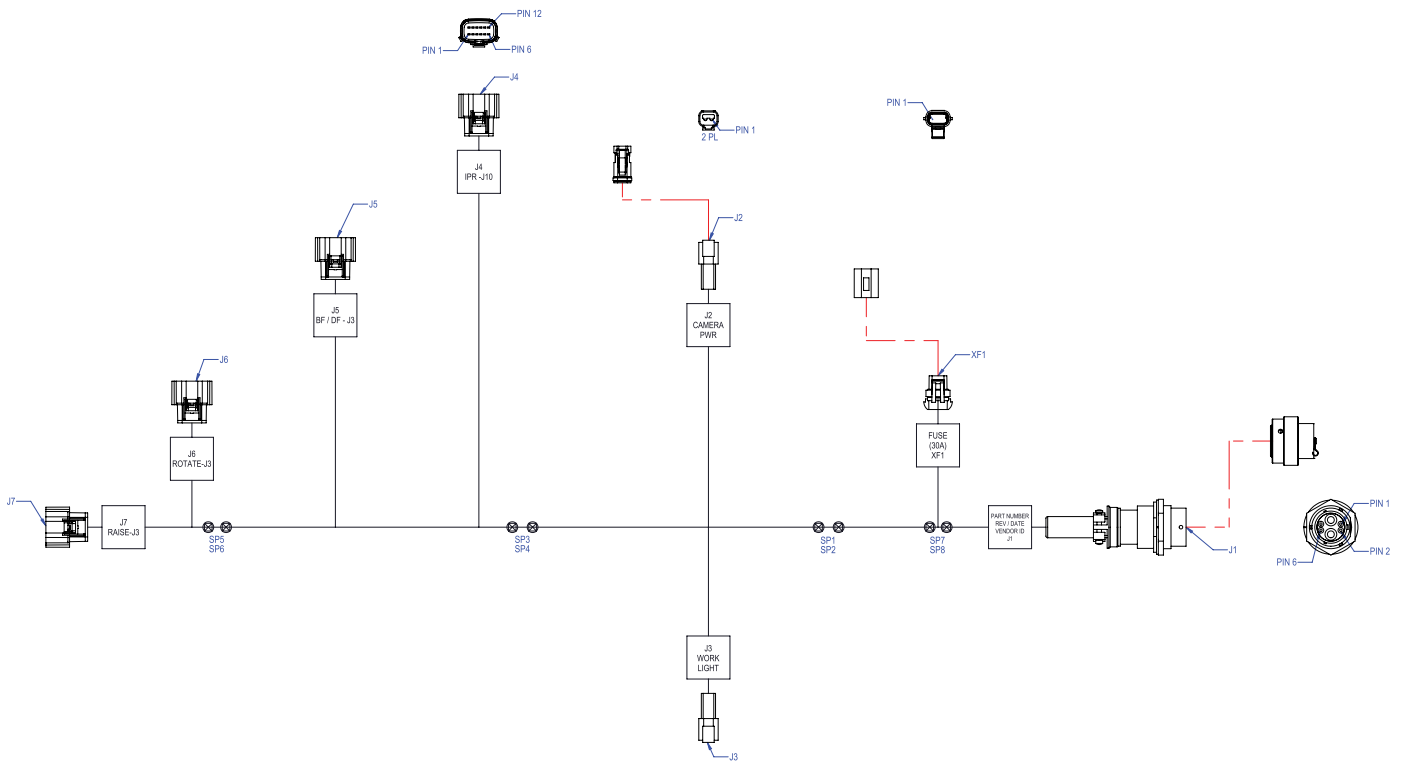 PIN 12
PIN 1
PIN 6
J4
PIN 1
PIN 1
2 PL
J4
IPR -J10
J5
J2
J5
BF / DF - J3
J2
CAMERA
PWR
J6
XF1
J6
ROTATE-J3
FUSE
(30A)
XF1
J7
J7
RAISE-J3
SP5
SP6
SP3
SP4
SP1
SP2
SP7
SP8
PART NUMBER
REV / DATE
VENDOR ID
J1
J1
PIN 1
PIN 2
PIN 6
J3
WORK
LIGHT
J3